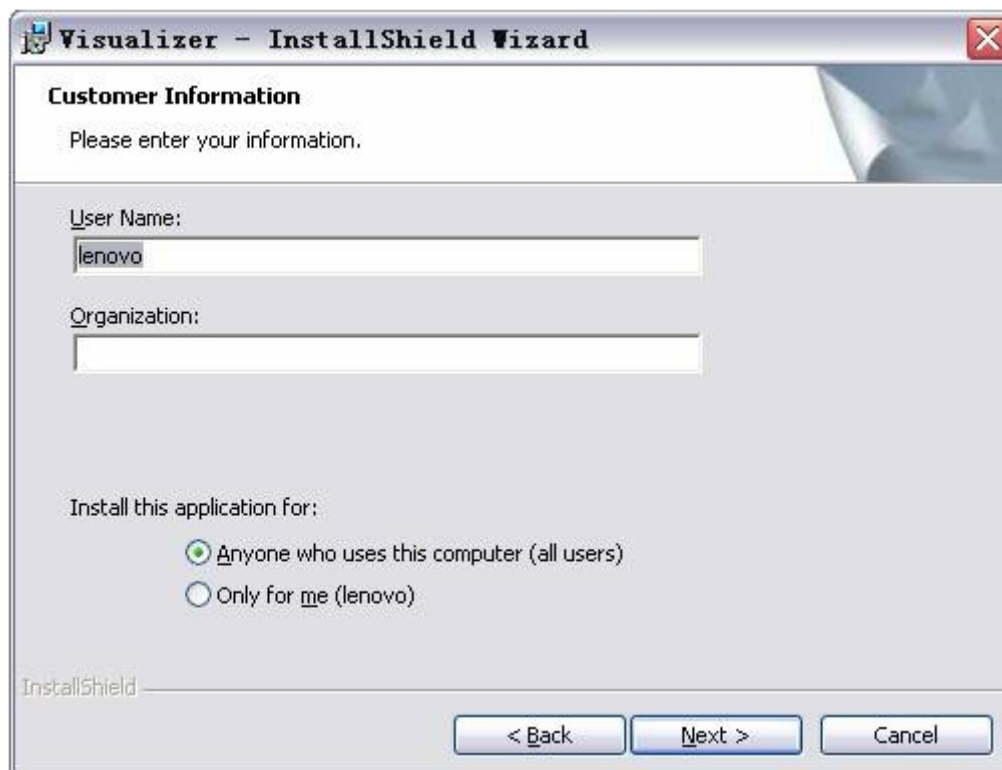 Visualizer - InstallShield Wizard
Customer Information
Please enter your information.
User Name:
lenovo
Organization:
Install this application for:
Anyone who uses this computer (all users)
Only for me (lenovo)
InstallShield
< Back Next > Cancel